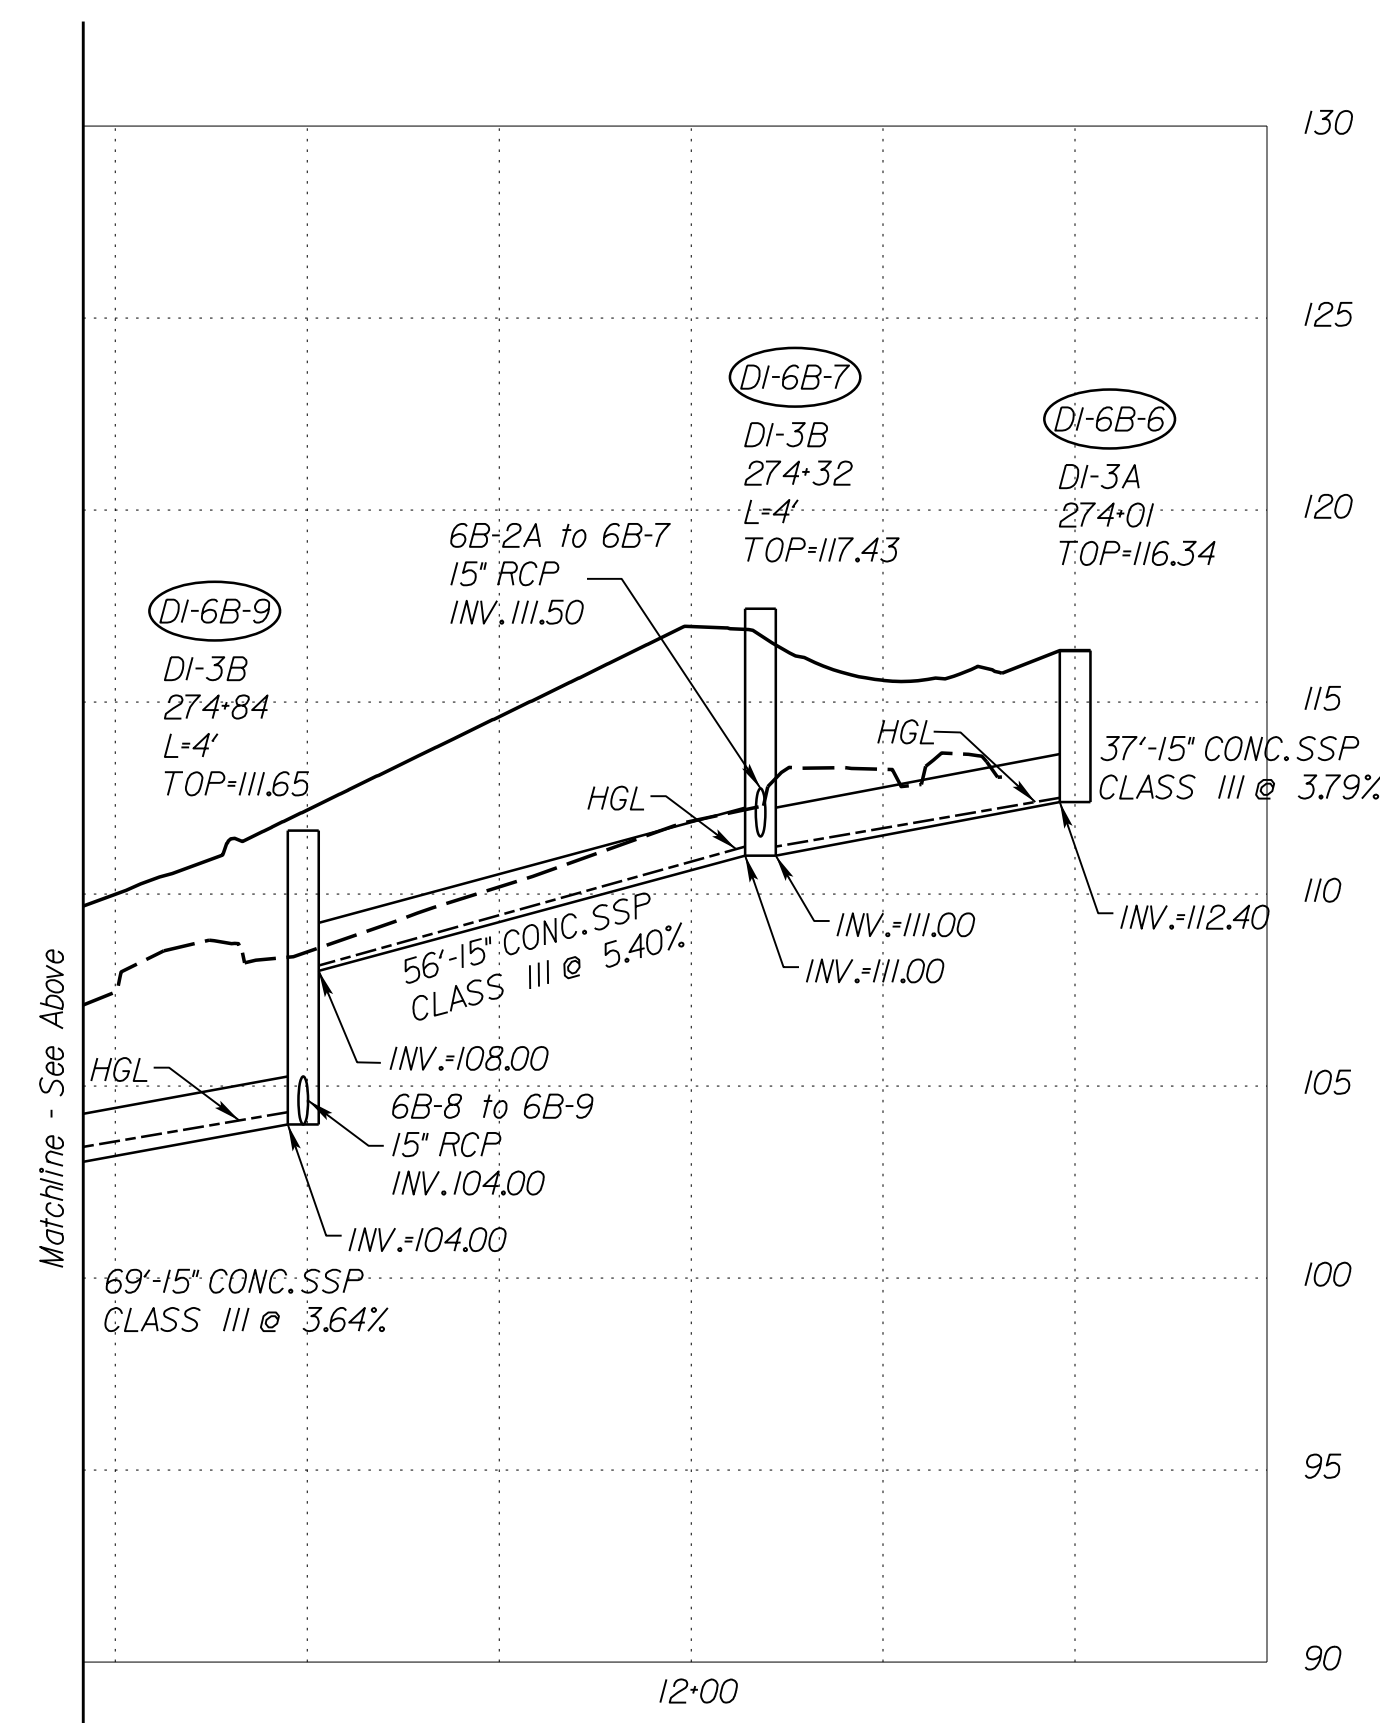 130
125
DI-6B-7
DI-3B
274+32
L=4'
TOP=117.43
DI-6B-6
DI-3A
274+01
TOP=116.34
120
6B-2A to 6B-7
15" RCP
INV. 111.50
DI-6B-9
DI-3B
274+84
L=4'
TOP=111.65
115
HGL
37'-15" CONC. SSP
CLASS III @ 3.79%
HGL
110
INV.=112.40
INV.=111.00
INV.=111.00
56'-15" CONC. SSP
CLASS III @ 5.40%
Matchline - See Above
INV.=108.00
HGL
105
6B-8 to 6B-9
15" RCP
INV. 104.00
INV.=104.00
100
69'-15" CONC. SSP
CLASS III @ 3.64%
95
90
12+00